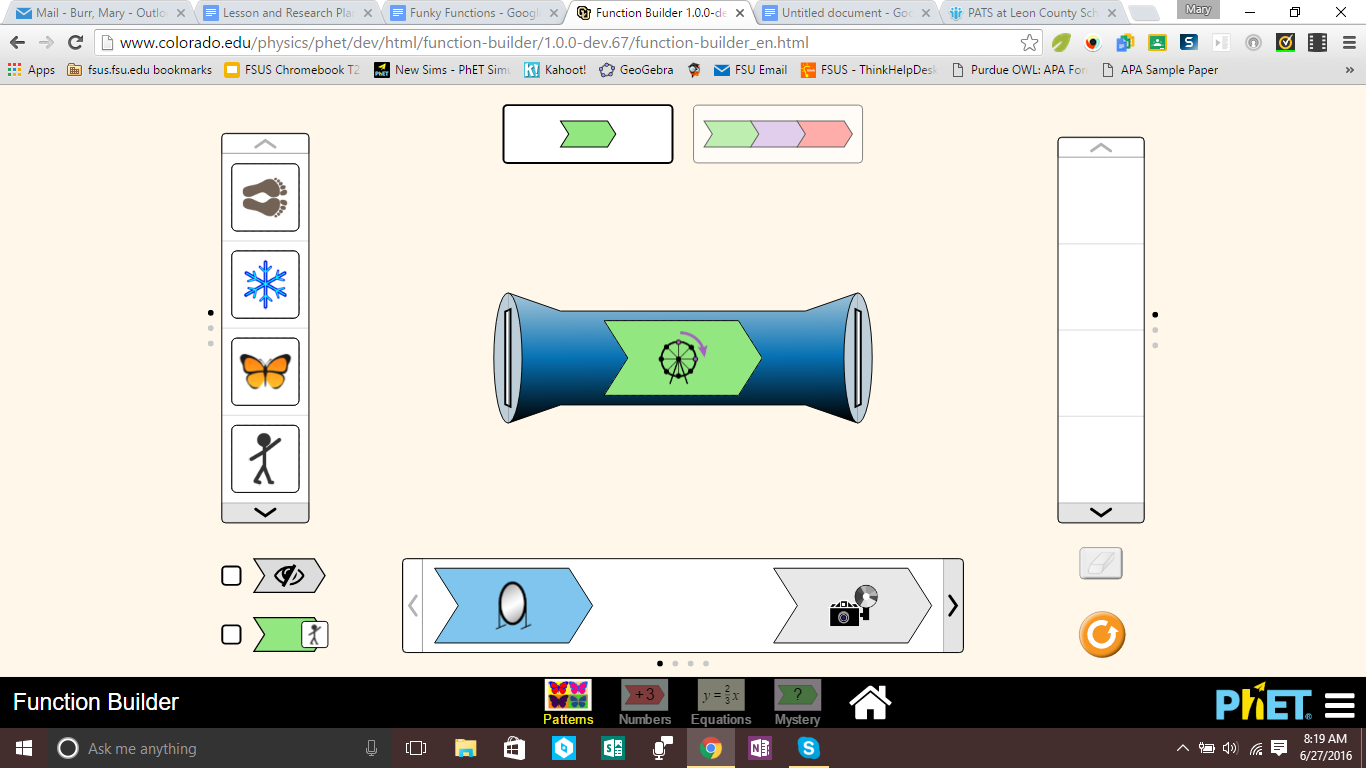 Mail - Burr, Mary - Outlo
Lesson and Research Pla
Funky Functions - Googl
Function Builder 1.0.0-de
Untitled document - Goo
PATS at Leon County Sch
Mary
www.colorado.edu/physics/phet/dev/html/function-builder/1.0.0-dev.67/function-builder_en.html
Apps
fsus.fsu.edu bookmarks
FSUS Chromebook T2
New Sims - PhET Simu
Kahoot!
GeoGebra
FSU Email
FSUS - ThinkHelpDesk
Purdue OWL: APA For
APA Sample Paper
»
Function Builder
+3
y = 2/3 x
?
Patterns
Numbers
Equations
Mystery
PhET
Ask me anything
8:19 AM
6/27/2016